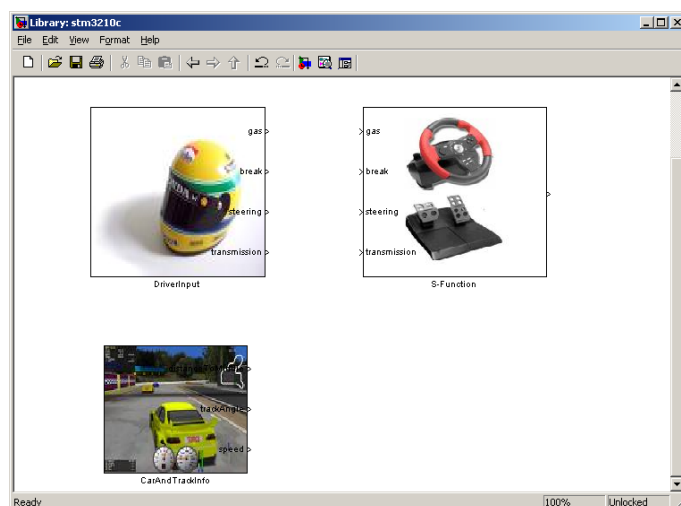 Library: stm3210c
File Edit View Format Help
gas
break
steering
transmission
DriverInput
gas
break
steering
transmission
S-Function
trackAngle
speed
CarAndTrackInfo
Ready 100% Unlocked